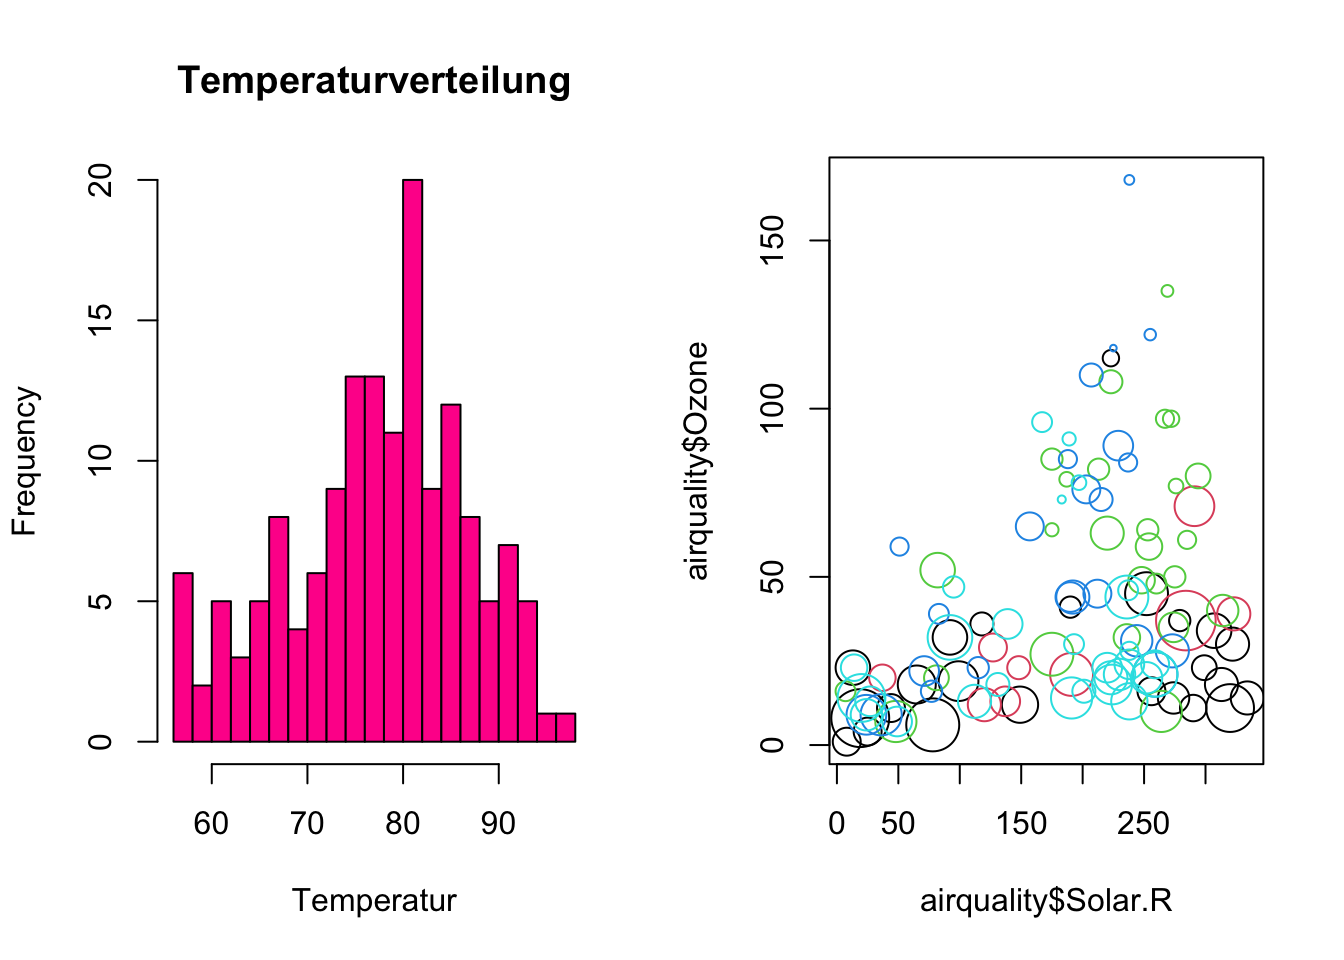 Temperaturverteilung
Frequency
20
15
10
5
0
60 70 80 90
Temperatur
airquality$Ozone
150
100
50
0
0 50 150 250
airquality$Solar.R